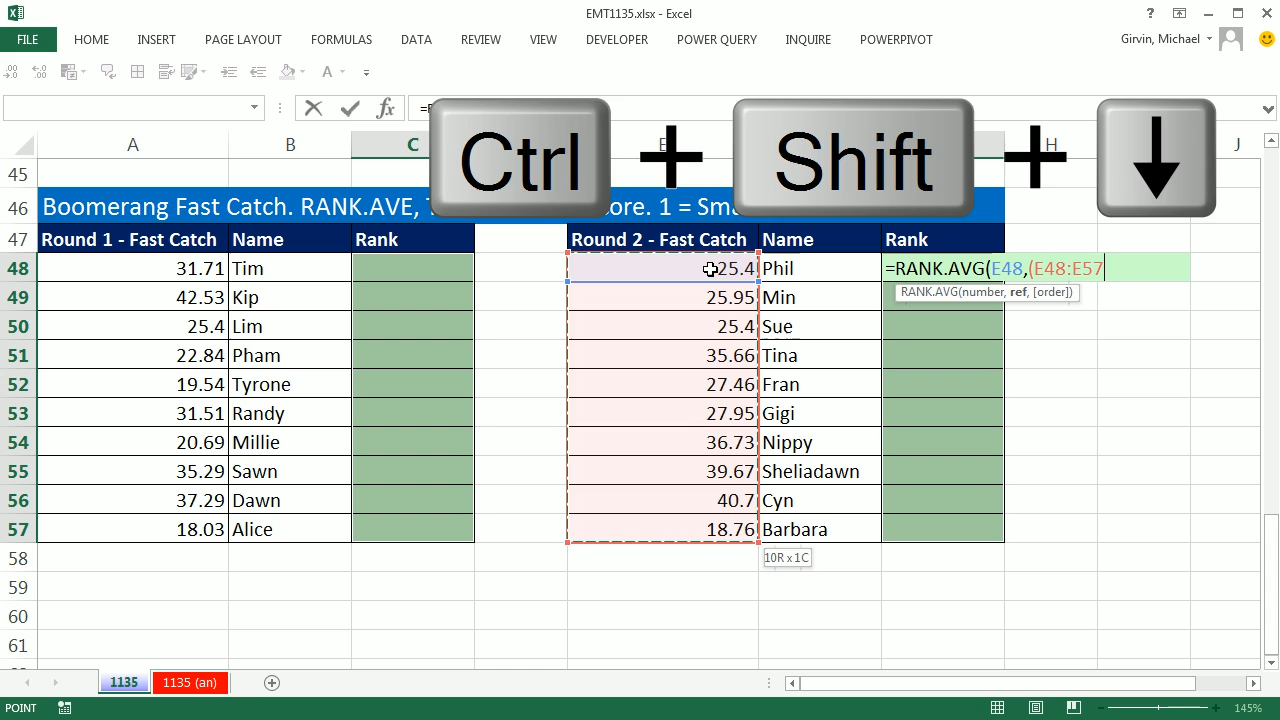 EMT1135.xlsx - Excel
FILE HOME INSERT PAGE LAYOUT FORMULAS DATA REVIEW VIEW DEVELOPER POWER QUERY INQUIRE POWERPIVOT Girvin, Michael
Ctrl + Shift + ↓
A B C H J
45
46 Boomerang Fast Catch. RANK.AVE,
47 Round 1 - Fast Catch Name Rank Round 2 - Fast Catch Name Rank
48 31.71 Tim 25.4 Phil =RANK.AVG(E48,(E48:E57
RANK.AVG(number, ref, [order])
49 42.53 Kip 25.95 Min
50 25.4 Lim 25.4 Sue
51 22.84 Pham 35.66 Tina
52 19.54 Tyrone 27.46 Fran
53 31.51 Randy 27.95 Gigi
54 20.69 Millie 36.73 Nippy
55 35.29 Sawn 39.67 Sheliadawn
56 37.29 Dawn 40.7 Cyn
57 18.03 Alice 18.76 Barbara
58 10R x 1C
59
60
61
1135 1135 (an)
POINT 145%